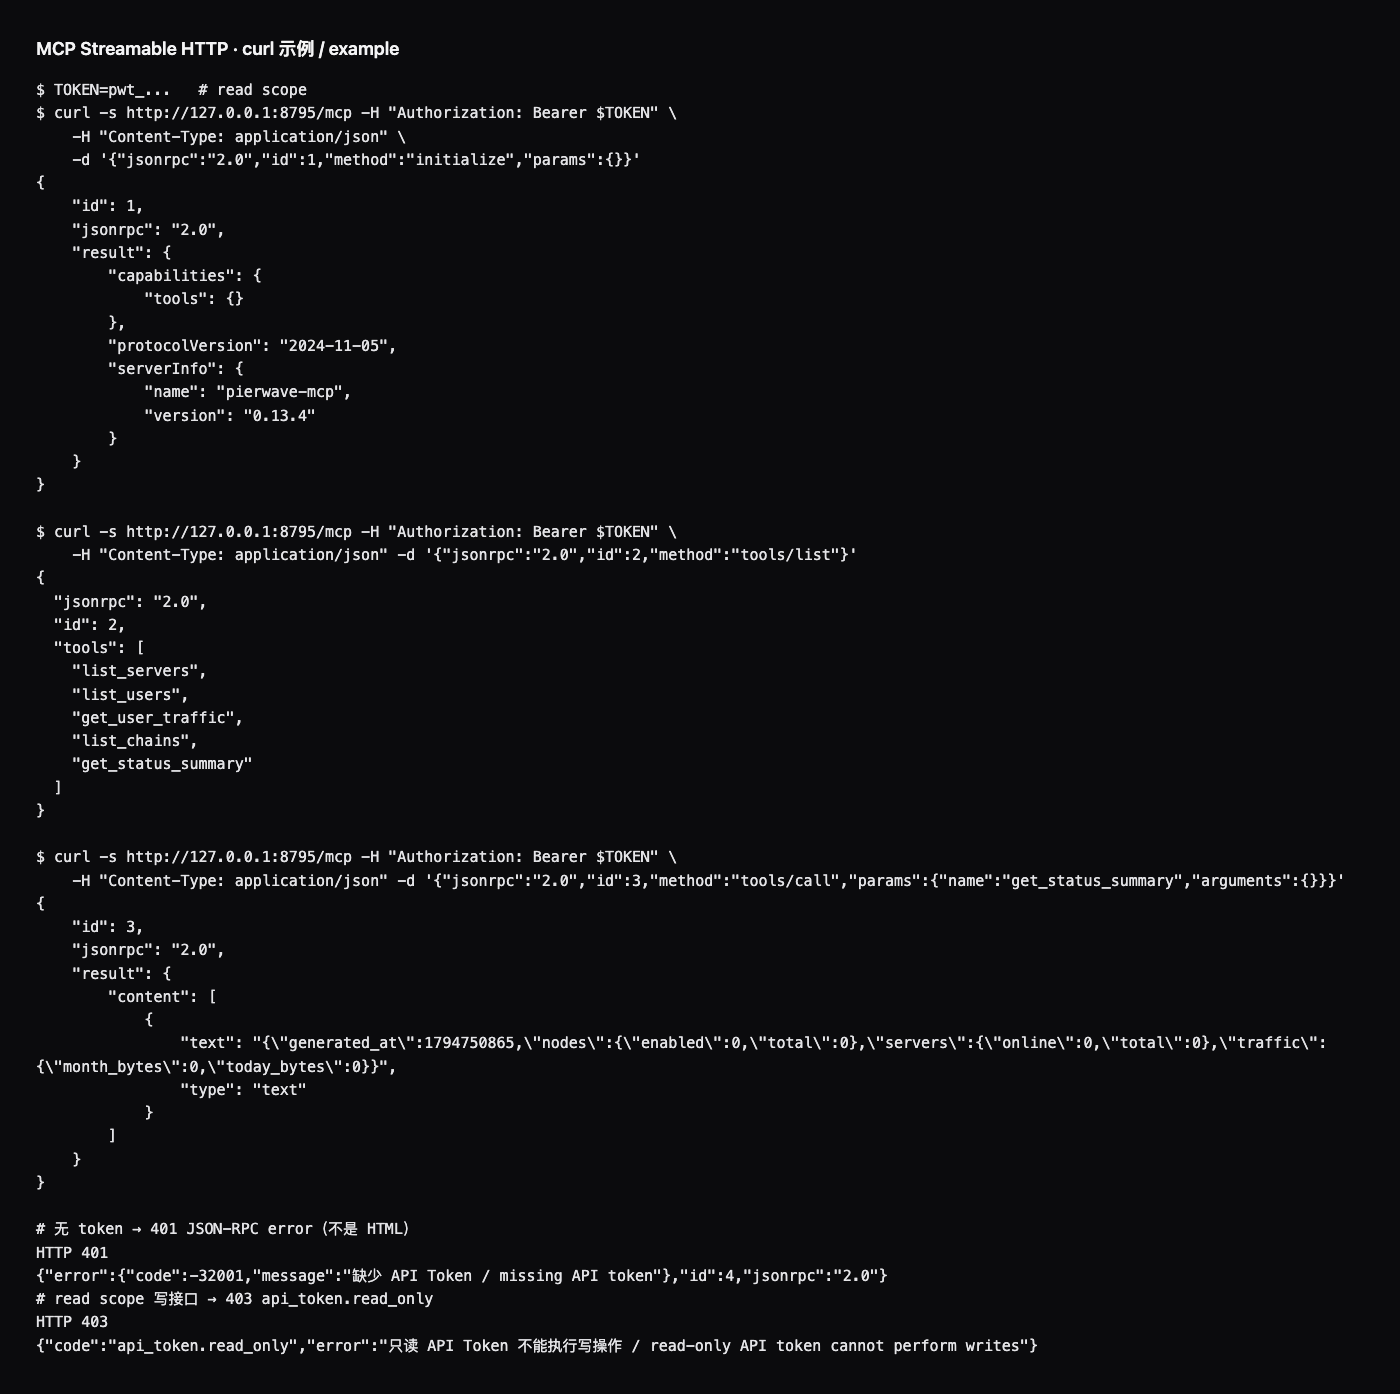 MCP Streamable HTTP · curl 示例 / example
$ TOKEN=pwt_...   # read scope
$ curl -s http://127.0.0.1:8795/mcp -H "Authorization: Bearer $TOKEN" \
    -H "Content-Type: application/json" \
    -d '{"jsonrpc":"2.0","id":1,"method":"initialize","params":{}}'
{
    "id": 1,
    "jsonrpc": "2.0",
    "result": {
        "capabilities": {
            "tools": {}
        },
        "protocolVersion": "2024-11-05",
        "serverInfo": {
            "name": "pierwave-mcp",
            "version": "0.13.4"
        }
    }
}

$ curl -s http://127.0.0.1:8795/mcp -H "Authorization: Bearer $TOKEN" \
    -H "Content-Type: application/json" -d '{"jsonrpc":"2.0","id":2,"method":"tools/list"}'
{
  "jsonrpc": "2.0",
  "id": 2,
  "tools": [
    "list_servers",
    "list_users",
    "get_user_traffic",
    "list_chains",
    "get_status_summary"
  ]
}

$ curl -s http://127.0.0.1:8795/mcp -H "Authorization: Bearer $TOKEN" \
    -H "Content-Type: application/json" -d '{"jsonrpc":"2.0","id":3,"method":"tools/call","params":{"name":"get_status_summary","arguments":{}}}'
{
    "id": 3,
    "jsonrpc": "2.0",
    "result": {
        "content": [
            {
                "text": "{\"generated_at\":1794750865,\"nodes\":{\"enabled\":0,\"total\":0},\"servers\":{\"online\":0,\"total\":0},\"traffic\":
{\"month_bytes\":0,\"today_bytes\":0}}",
                "type": "text"
            }
        ]
    }
}

# 无 token → 401 JSON-RPC error（不是 HTML）
HTTP 401
{"error":{"code":-32001,"message":"缺少 API Token / missing API token"},"id":4,"jsonrpc":"2.0"}
# read scope 写接口 → 403 api_token.read_only
HTTP 403
{"code":"api_token.read_only","error":"只读 API Token 不能执行写操作 / read-only API token cannot perform writes"}